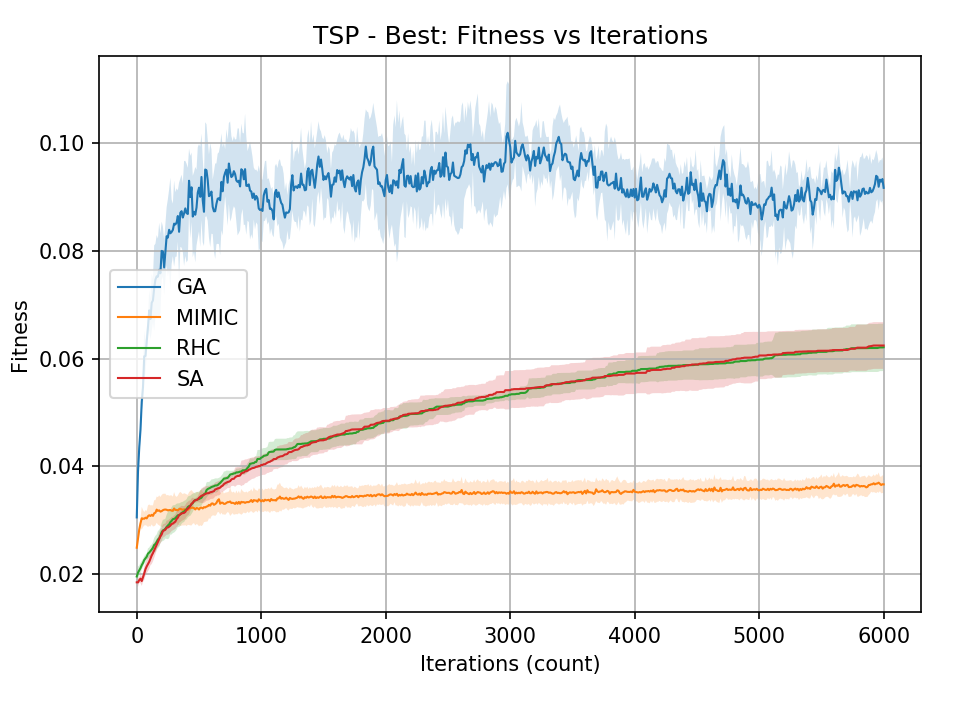 TSP - Best: Fitness vs Iterations
Fitness
0.10
0.08
0.06
0.04
0.02
GA
MIMIC
RHC
SA
0 1000 2000 3000 4000 5000 6000
Iterations (count)